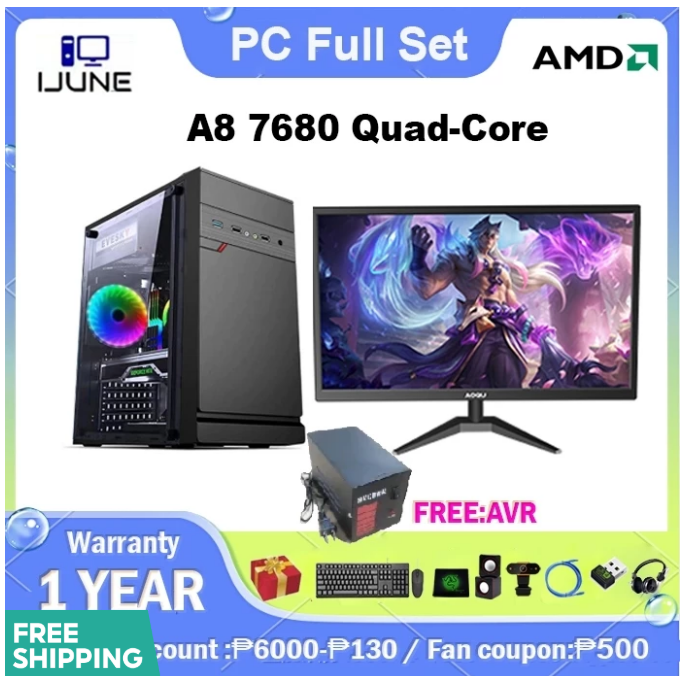 IJUNE
PC Full Set
AMD
A8 7680 Quad-Core
AOQU
FREE:AVR
Warranty
1 YEAR
FREE
SHIPPING
count :₱6000-₱130 / Fan coupon:₱500